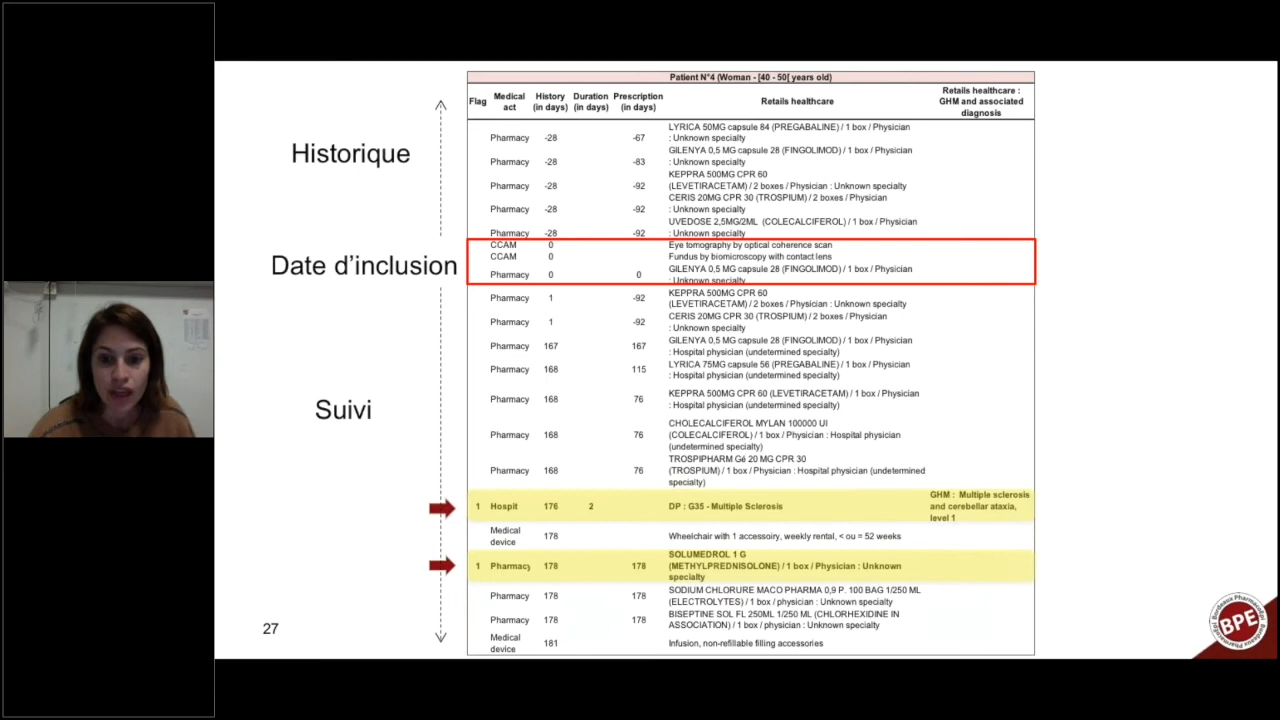 Patient N°4 (Woman - [40 - 50[ years old)
Flag Medical act History (in days) Duration (in days) Prescription (in days) Retails healthcare Retails healthcare : GHM and associated diagnosis
Historique
Pharmacy -28 -67 LYRICA 50MG capsule 84 (PREGABALINE) / 1 box / Physician
: Unknown specialty
Pharmacy -28 -83 GILENYA 0,5 MG capsule 28 (FINGOLIMOD) / 1 box / Physician
: Unknown specialty
Pharmacy -28 -92 KEPPRA 500MG CPR 60
(LEVETIRACETAM) / 2 boxes / Physician : Unknown specialty
Pharmacy -28 -92 CERIS 20MG CPR 30 (TROSPIUM) / 2 boxes / Physician
: Unknown specialty
Pharmacy -28 -92 UVEDOSE 2,5MG/2ML (COLECALCIFEROL) / 1 box / Physician
: Unknown specialty
Date d’inclusion
CCAM 0 Eye tomography by optical coherence scan
CCAM 0 Fundus by biomicroscopy with contact lens
Pharmacy 0 0 GILENYA 0,5 MG capsule 28 (FINGOLIMOD) / 1 box / Physician
: Unknown specialty
Suivi
Pharmacy 1 -92 KEPPRA 500MG CPR 60
(LEVETIRACETAM) / 2 boxes / Physician : Unknown specialty
Pharmacy 1 -92 CERIS 20MG CPR 30 (TROSPIUM) / 2 boxes / Physician
: Unknown specialty
Pharmacy 167 167 GILENYA 0,5 MG capsule 28 (FINGOLIMOD) / 1 box / Physician
: Hospital physician (undetermined specialty)
Pharmacy 168 115 LYRICA 75MG capsule 56 (PREGABALINE) / 1 box / Physician
: Hospital physician (undetermined specialty)
Pharmacy 168 76 KEPPRA 500MG CPR 60 (LEVETIRACETAM) / 1 box / Physician
: Hospital physician (undetermined specialty)
Pharmacy 168 76 CHOLECALCIFEROL MYLAN 100000 UI
(COLECALCIFEROL) / 1 box / Physician : Hospital physician
(undetermined specialty)
Pharmacy 168 76 TROSPIPHARM Gé 20 MG CPR 30
(TROSPIUM) / 1 box / Physician : Hospital physician (undetermined
specialty)
1 Hospit 176 2 DP : G35 - Multiple Sclerosis GHM : Multiple sclerosis
and cerebellar ataxia,
level 1
Medical device 178 Wheelchair with 1 accessoiry, weekly rental, < ou = 52 weeks
1 Pharmacy 178 178 SOLUMEDROL 1 G
(METHYLPREDNISOLONE) / 1 box / Physician : Unknown
specialty
Pharmacy 178 178 SODIUM CHLORURE MACO PHARMA 0,9 P. 100 BAG 1/250 ML
(ELECTROLYTES) / 1 box / physician : Unknown specialty
Pharmacy 178 178 BISEPTINE SOL FL 250ML 1/250 ML (CHLORHEXIDINE IN
ASSOCIATION) / 1 box / physician : Unknown specialty
Medical device 181 Infusion, non-refillable filling accessories
27
BPE